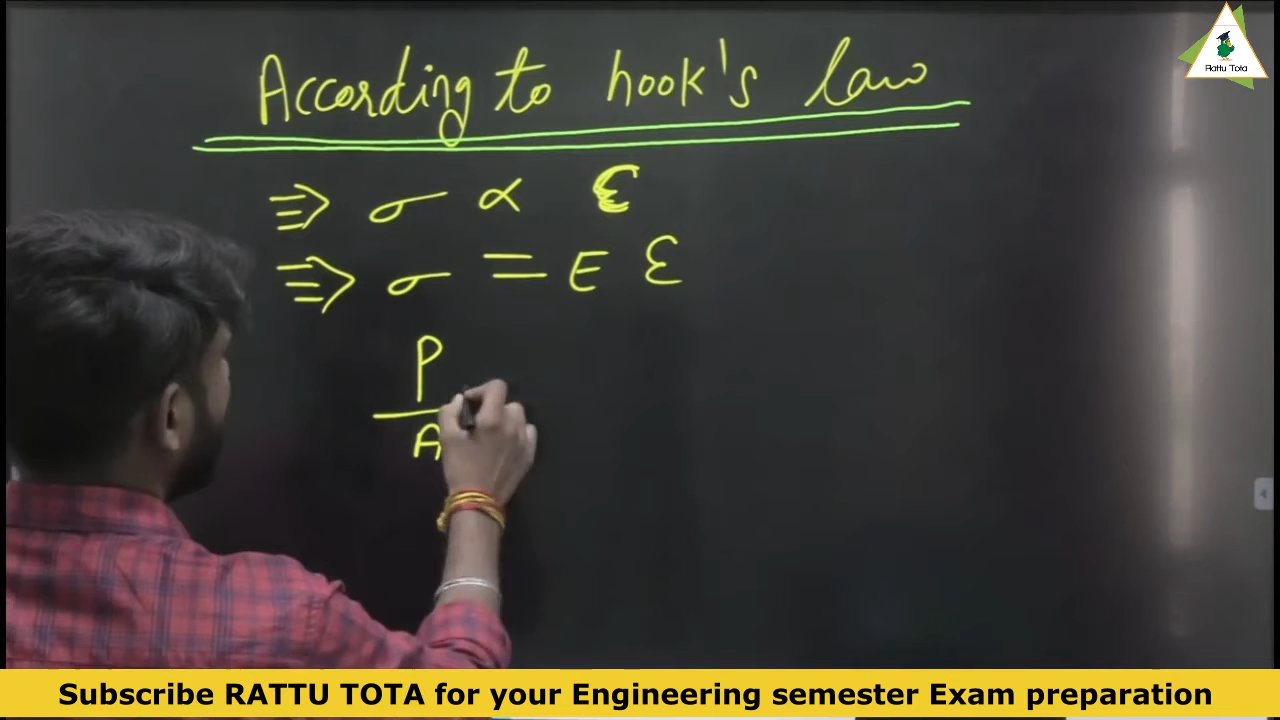 Rattu Tota
According to hook's law
⇒ σ ∝ ε
⇒ σ = E ε
P
A
Subscribe RATTU TOTA for your Engineering semester Exam preparation